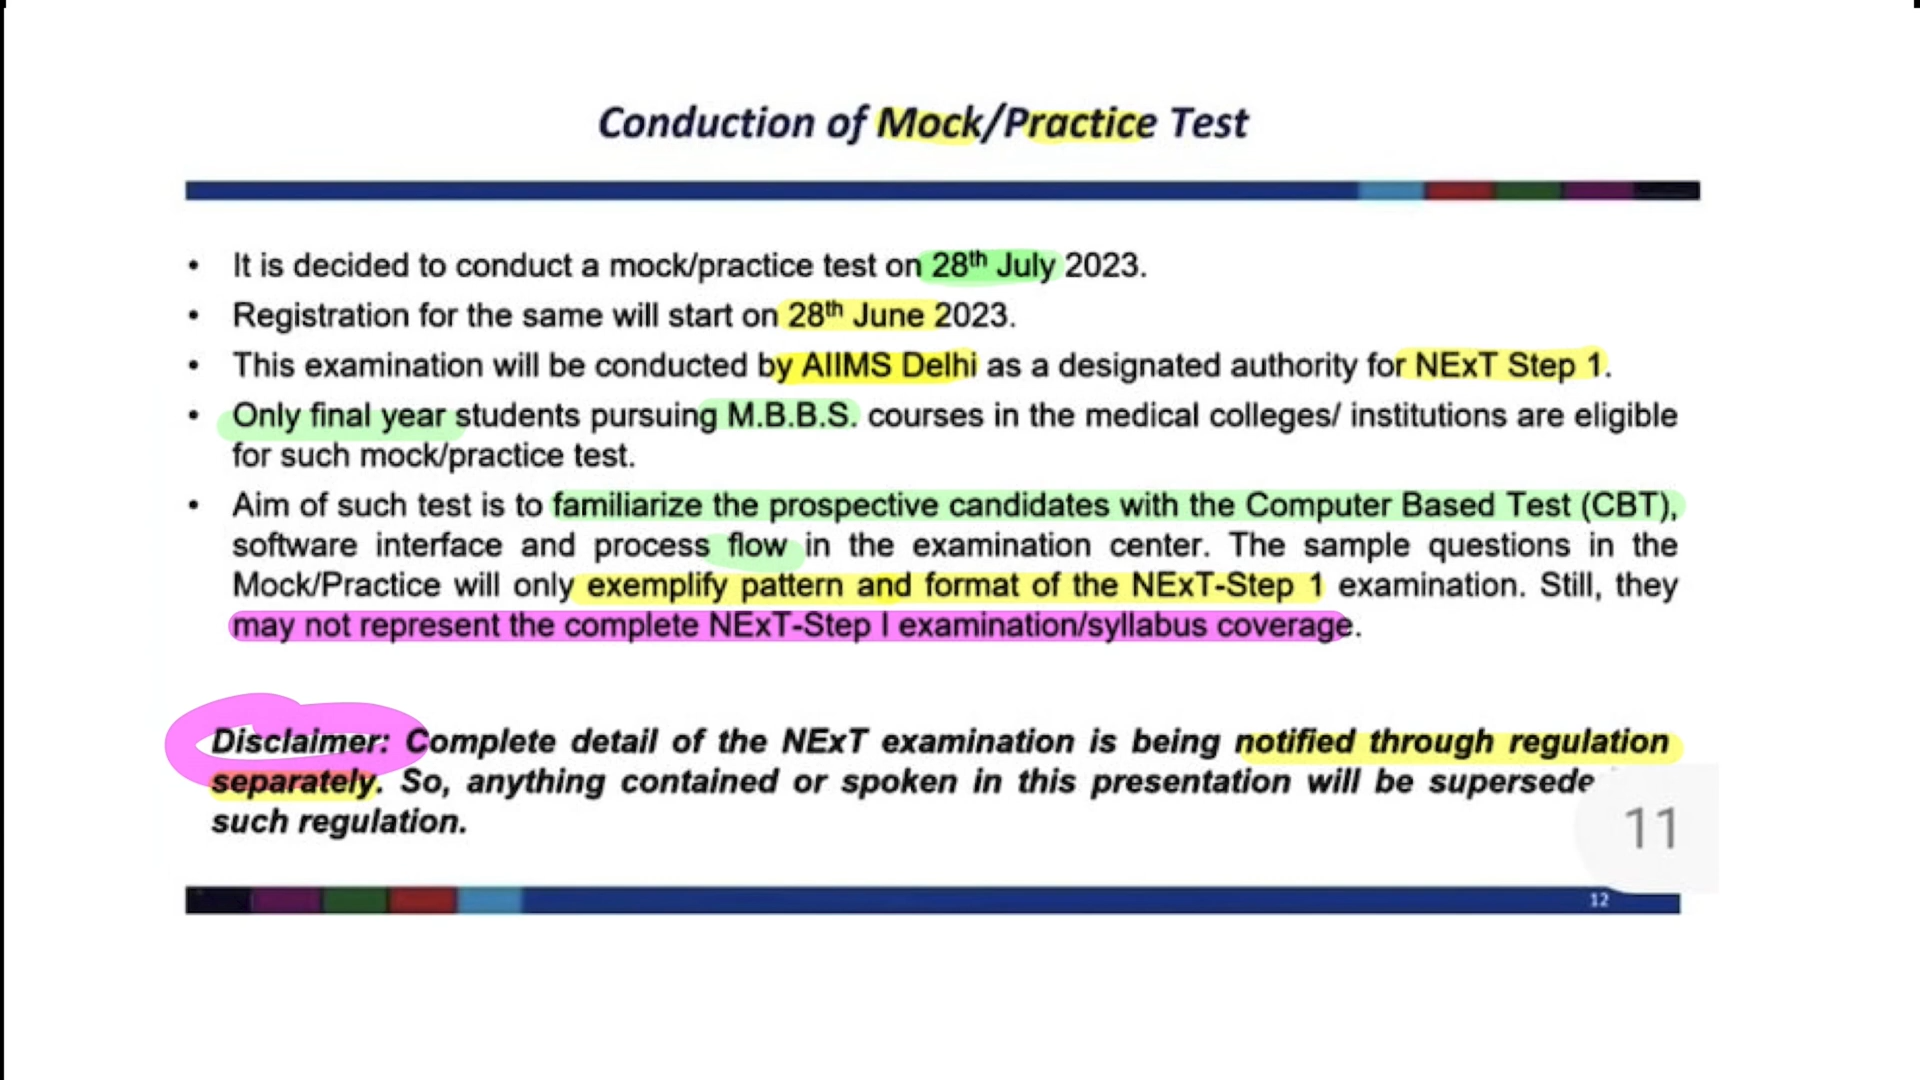 Conduction of Mock/Practice Test
• It is decided to conduct a mock/practice test on 28th July 2023.
• Registration for the same will start on 28th June 2023.
• This examination will be conducted by AIIMS Delhi as a designated authority for NExT Step 1.
• Only final year students pursuing M.B.B.S. courses in the medical colleges/ institutions are eligible
for such mock/practice test.
• Aim of such test is to familiarize the prospective candidates with the Computer Based Test (CBT),
software interface and process flow in the examination center. The sample questions in the
Mock/Practice will only exemplify pattern and format of the NExT-Step 1 examination. Still, they
may not represent the complete NExT-Step I examination/syllabus coverage.
Disclaimer: Complete detail of the NExT examination is being notified through regulation
separately. So, anything contained or spoken in this presentation will be supersede
such regulation.
11
12